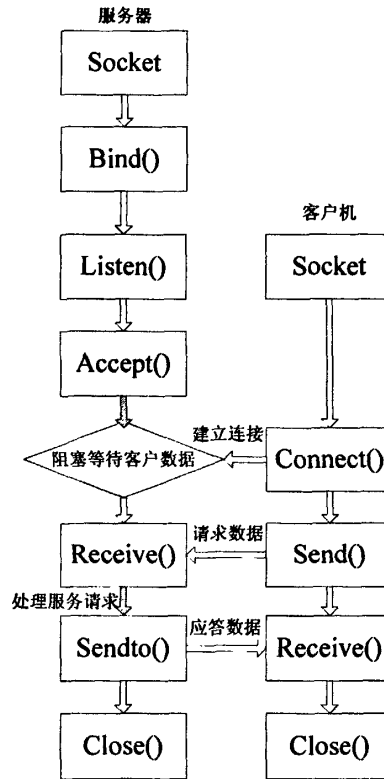 服务器
Socket
Bind()
客户机
Listen()
Socket
Accept()
建立连接
阻塞等待客户数据
Connect()
请求数据
Receive()
Send()
处理服务请求
应答数据
Sendto()
Receive()
Close()
Close()